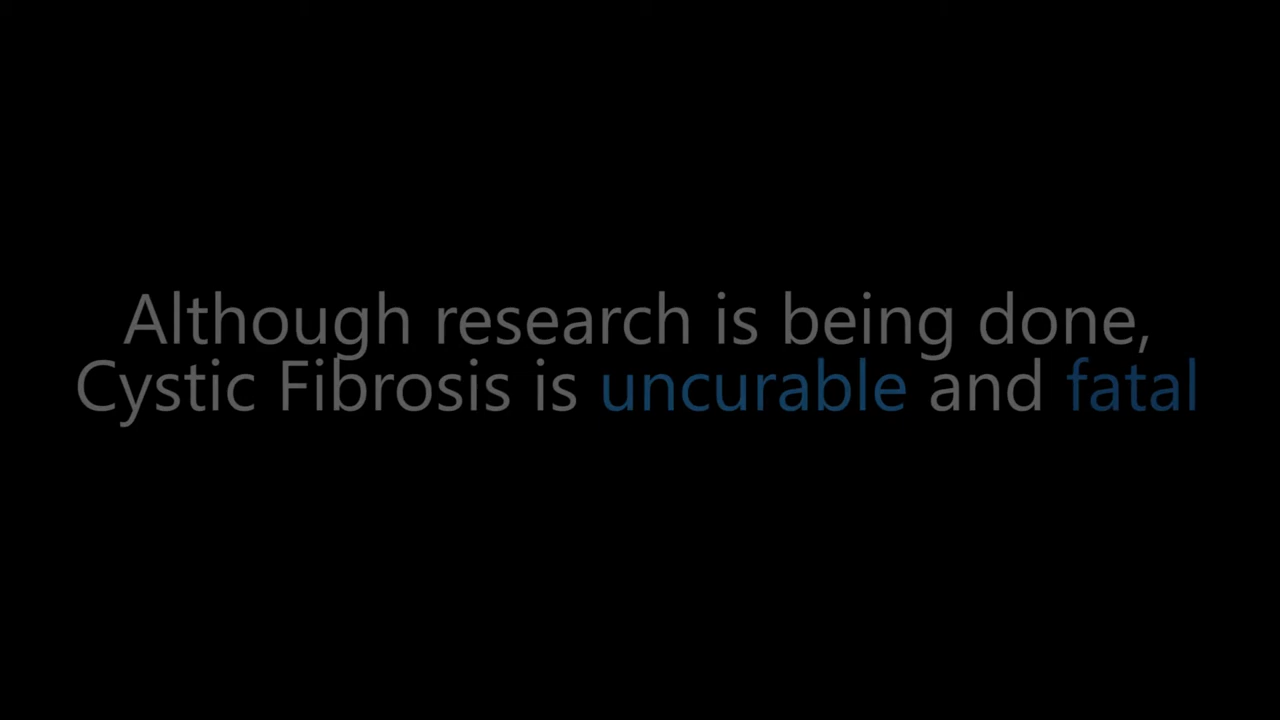 Although research is being done,
Cystic Fibrosis is uncurable and fatal